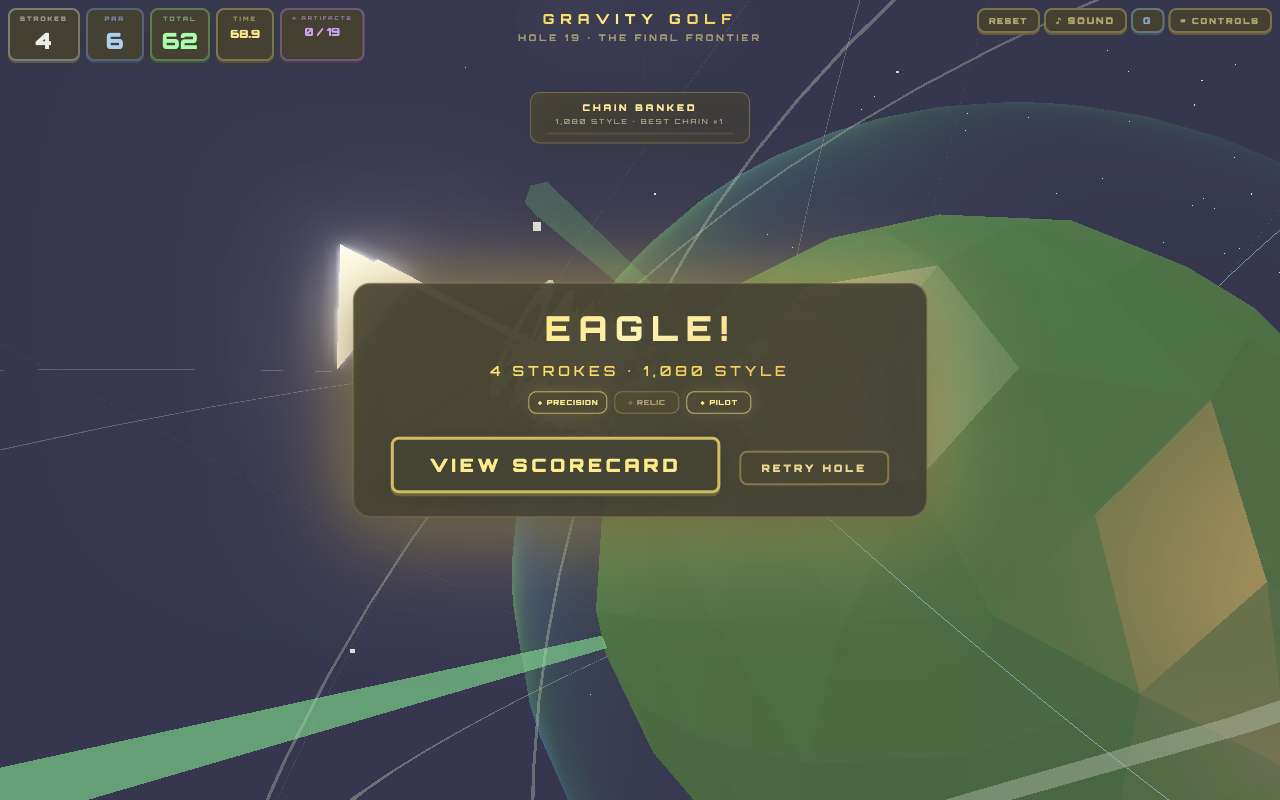 STROKES
4
PAR
6
TOTAL
62
TIME
68.9
ARTIFACTS
0 / 19
GRAVITY GOLF
HOLE 19 · THE FINAL FRONTIER
RESET
♪ SOUND
G
CONTROLS
CHAIN BANKED
1,080 STYLE · BEST CHAIN ×1
EAGLE!
4 STROKES · 1,080 STYLE
◆ PRECISION
◇ RELIC
◆ PILOT
VIEW SCORECARD
RETRY HOLE